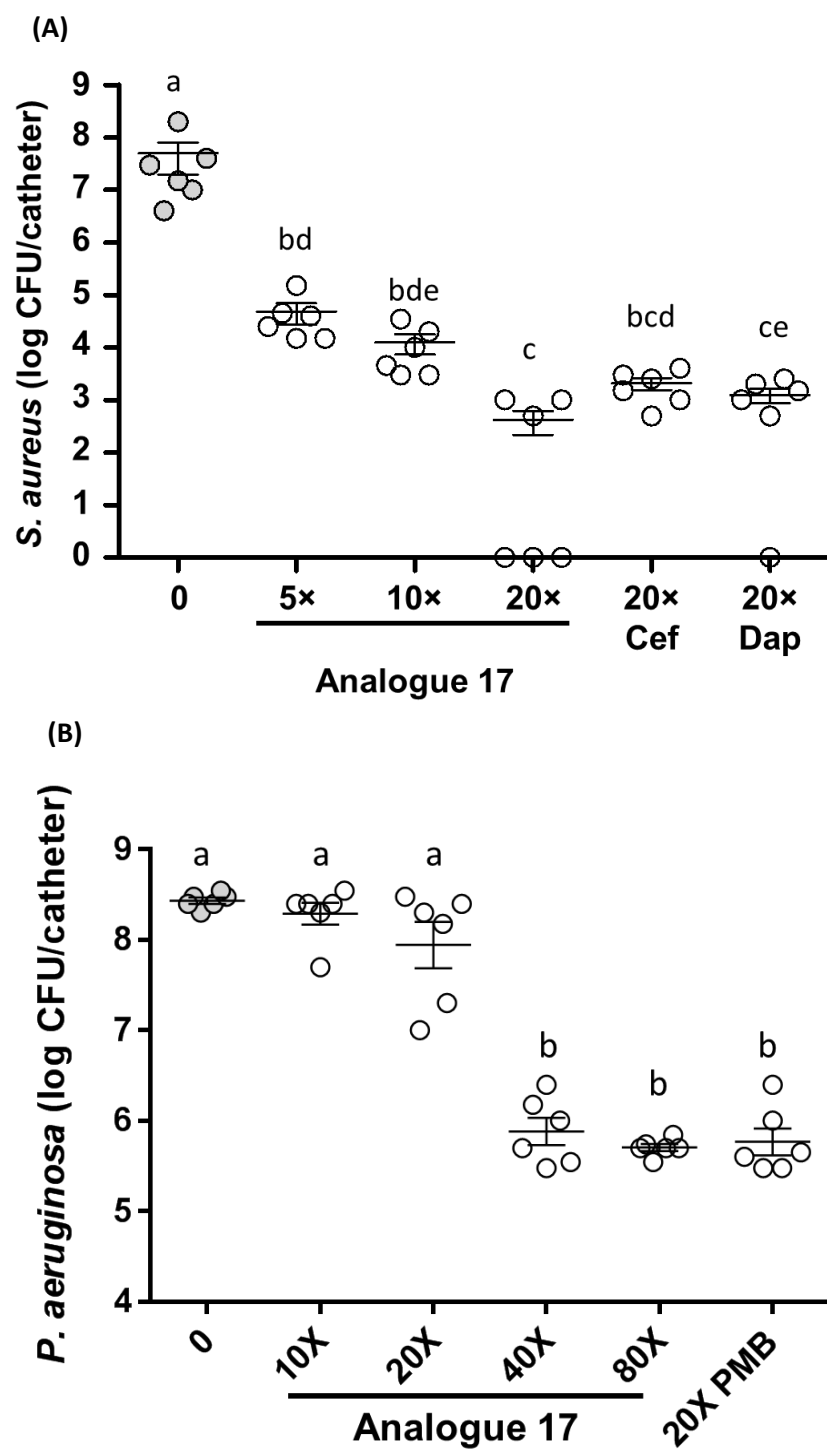 (A)
S. aureus (log CFU/catheter)
9
8
7
6
5
4
3
2
1
0
a
bd
bde
c
bcd
ce
0 5× 10× 20× 20× 20×
Cef Dap
Analogue 17
(B)
P. aeruginosa (log CFU/catheter)
9
8
7
6
5
4
a a a
b b b
0 10X 20X 40X 80X 20X PMB
Analogue 17